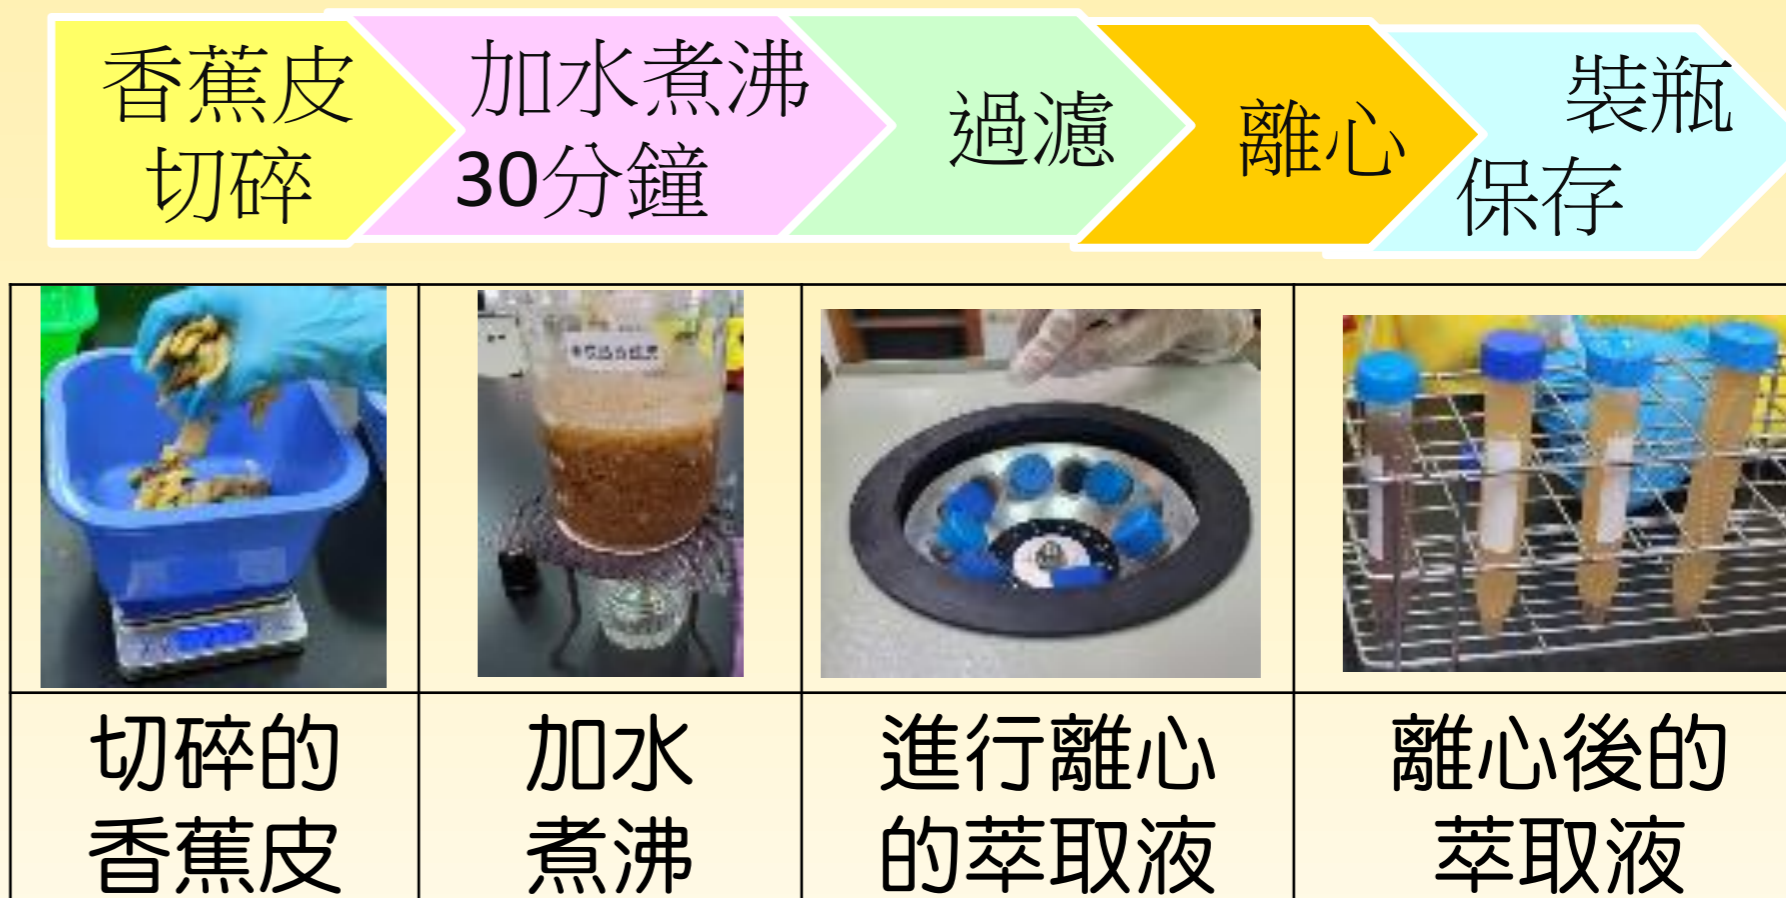 香蕉皮
切碎
加水煮沸
30分鐘
過濾
離心
裝瓶
保存
切碎的
香蕉皮
加水
煮沸
進行離心
的萃取液
離心後的
萃取液